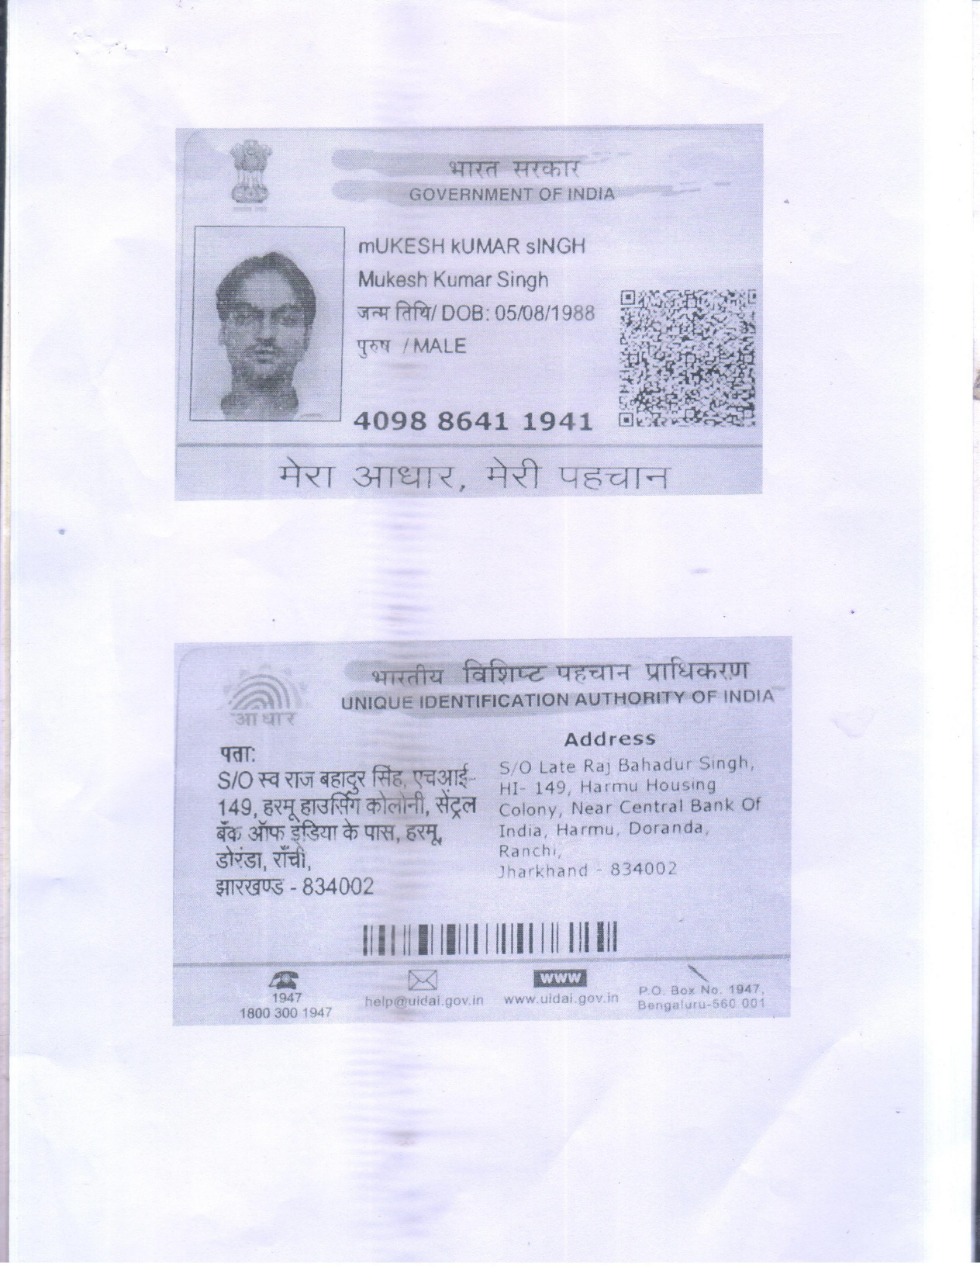 भारत सरकार
GOVERNMENT OF INDIA
mUKESH kUMAR sINGH
Mukesh Kumar Singh
जन्म तिथि/ DOB: 05/08/1988
पुरुष / MALE
4098 8641 1941
मेरा आधार, मेरी पहचान
भारतीय विशिष्ट पहचान प्राधिकरण
UNIQUE IDENTIFICATION AUTHORITY OF INDIA
आधार
पता:
S/O स्व राज बहादुर सिंह, एचआई-
149, हरमू हाउसिंग कोलोनी, सेंट्रल
बैंक ऑफ इंडिया के पास, हरमू,
डोरंडा, राँची,
झारखण्ड - 834002
Address
S/O Late Raj Bahadur Singh,
HI- 149, Harmu Housing
Colony, Near Central Bank Of
India, Harmu, Doranda,
Ranchi,
Jharkhand - 834002
1947
1800 300 1947
help@uidai.gov.in
www
www.uidai.gov.in
P.O. Box No. 1947,
Bengaluru-560 001